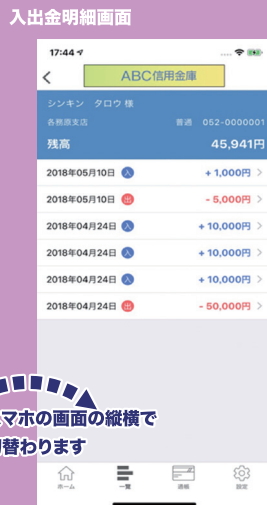 入出金明細画面
17:44
ABC信用金庫
シンキン タロウ 様
各務原支店 普通 052-0000001
残高 45,941円
2018年05月10日 入 + 1,000円
2018年05月10日 出 - 5,000円
2018年04月24日 入 + 10,000円
2018年04月24日 入 + 10,000円
2018年04月24日 入 + 10,000円
2018年04月24日 出 - 50,000円
マホの画面の縦横で
替わります
ホーム 一覧 通帳 設定